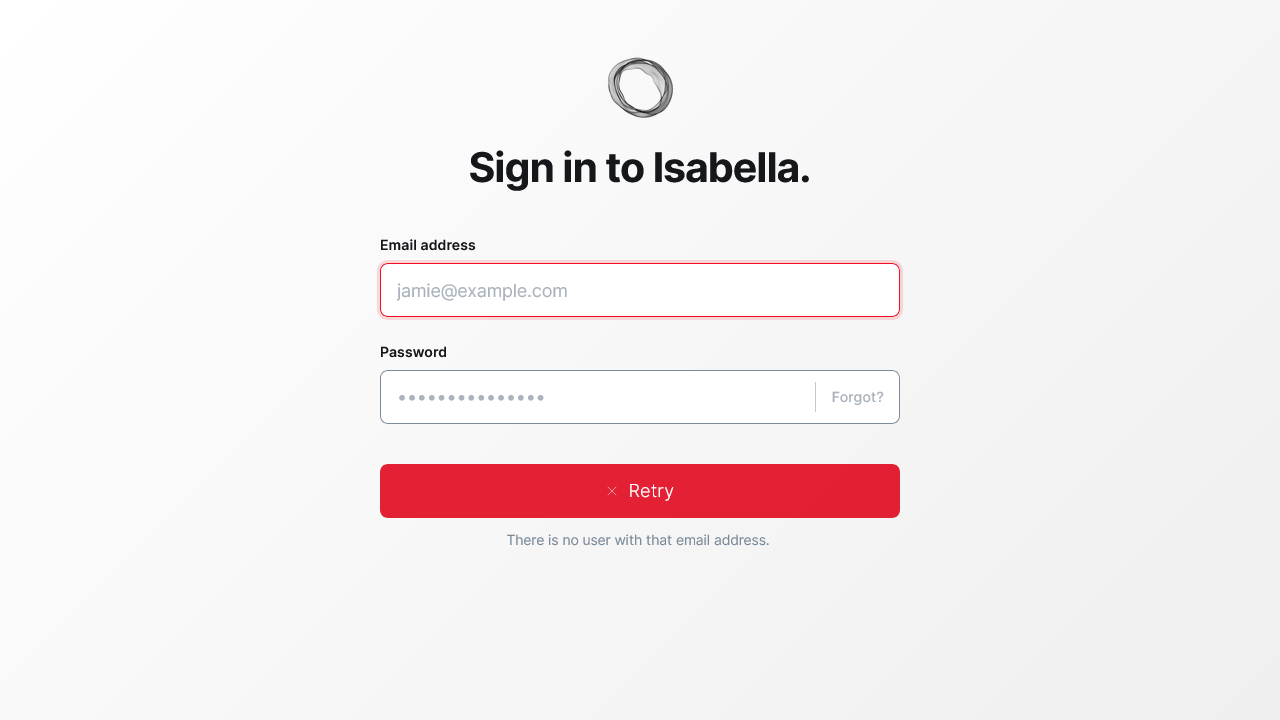 Sign in to Isabella.
Email address
jamie@example.com
Password
•••••••••••••••
Forgot?
× Retry
There is no user with that email address.